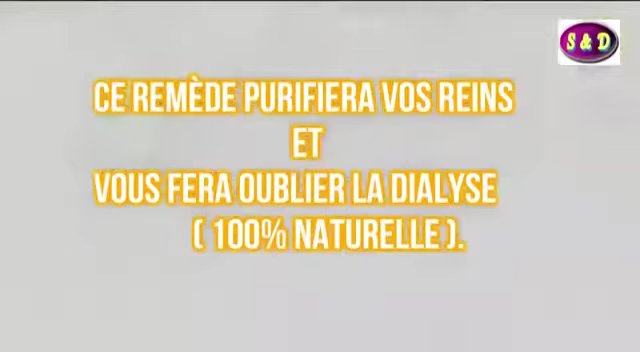 S & D
CE REMÈDE PURIFIERA VOS REINS
ET
VOUS FERA OUBLIER LA DIALYSE
( 100% NATURELLE ).